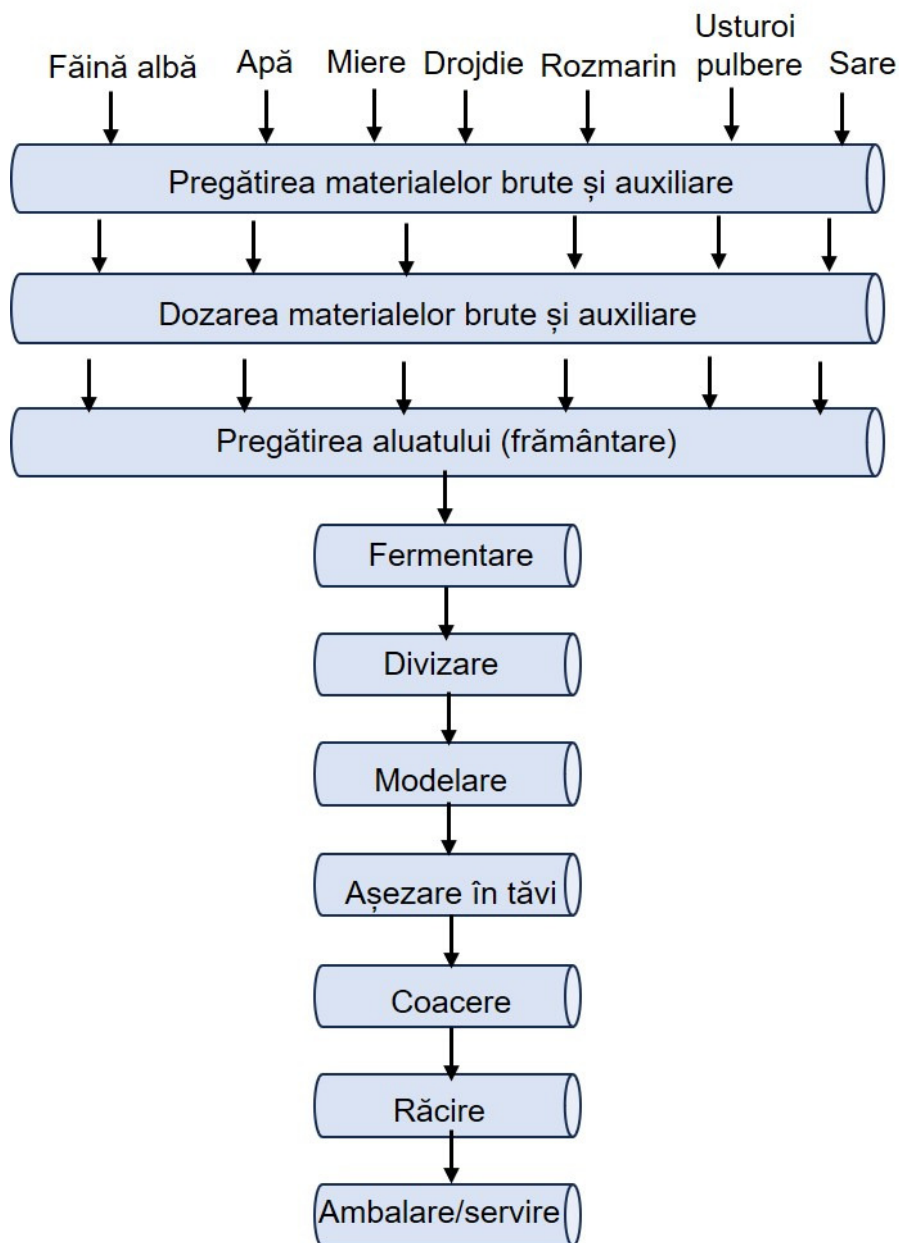 Făină albă Apă Miere Drojdie Rozmarin Usturoi pulbere Sare
Pregătirea materialelor brute și auxiliare
Dozarea materialelor brute și auxiliare
Pregătirea aluatului (frământare)
Fermentare
Divizare
Modelare
Așezare în tăvi
Coacere
Răcire
Ambalare/servire